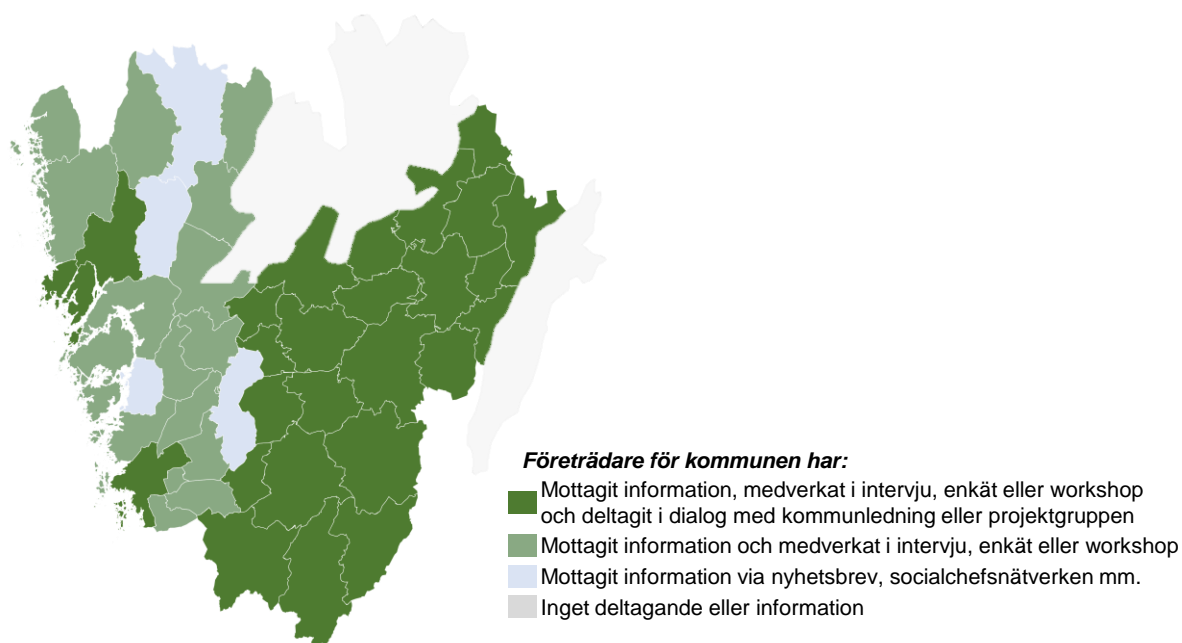 Företrädare för kommunen har:
Mottagit information, medverkat i intervju, enkät eller workshop
och deltagit i dialog med kommunledning eller projektgruppen
Mottagit information och medverkat i intervju, enkät eller workshop
Mottagit information via nyhetsbrev, socialchefsnätverken mm.
Inget deltagande eller information